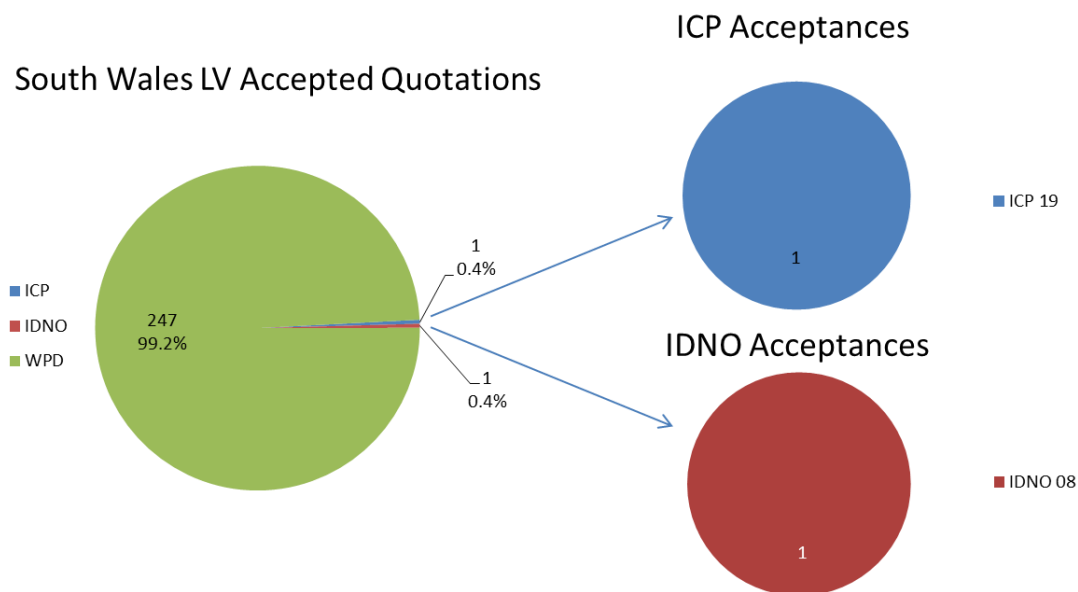 South Wales LV Accepted Quotations
ICP
IDNO
WPD
247
99.2%
1
0.4%
1
0.4%
ICP Acceptances
1
ICP 19
IDNO Acceptances
1
IDNO 08